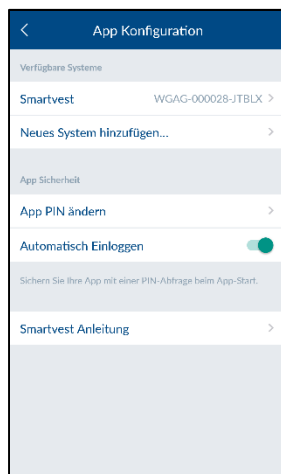 App Konfiguration
Verfügbare Systeme
Smartvest WGAG-000028-JTBLX
Neues System hinzufügen...
App Sicherheit
App PIN ändern
Automatisch Einloggen
Sichern Sie Ihre App mit einer PIN-Abfrage beim App-Start.
Smartvest Anleitung